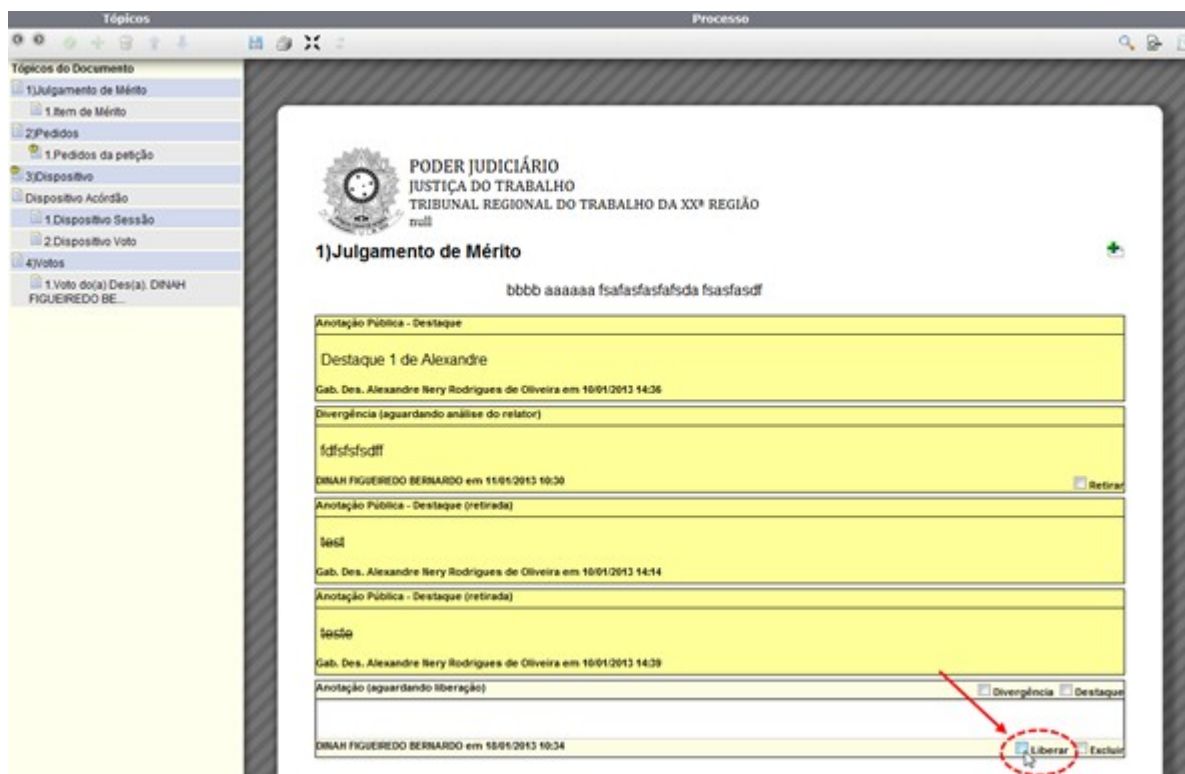 Tópicos
Processo
Tópicos do Documento
1)Julgamento de Mérito
1.Item de Mérito
2)Pedidos
1.Pedidos da petição
3)Dispositivo
Dispositivo Acórdão
1.Dispositivo Sessão
2.Dispositivo Voto
4)Votos
1.Voto do(a) Des(a). DINAH
FIGUEIREDO BE...
PODER JUDICIÁRIO
JUSTIÇA DO TRABALHO
TRIBUNAL REGIONAL DO TRABALHO DA XXª REGIÃO
null
1)Julgamento de Mérito
bbbb aaaaaa fsafasfasfafsda fsasfasdf
Anotação Pública - Destaque
Destaque 1 de Alexandre
Gab. Des. Alexandre Nery Rodrigues de Oliveira em 10/01/2013 14:36
Divergência (aguardando análise do relator)
fdfsfsfsdff
DINAH FIGUEIREDO BERNARDO em 11/01/2013 10:30
Retirar
Anotação Pública - Destaque (retirada)
test
Gab. Des. Alexandre Nery Rodrigues de Oliveira em 10/01/2013 14:14
Anotação Pública - Destaque (retirada)
teste
Gab. Des. Alexandre Nery Rodrigues de Oliveira em 10/01/2013 14:39
Anotação (aguardando liberação)
Divergência Destaque
DINAH FIGUEIREDO BERNARDO em 18/01/2013 10:34
Liberar Excluir